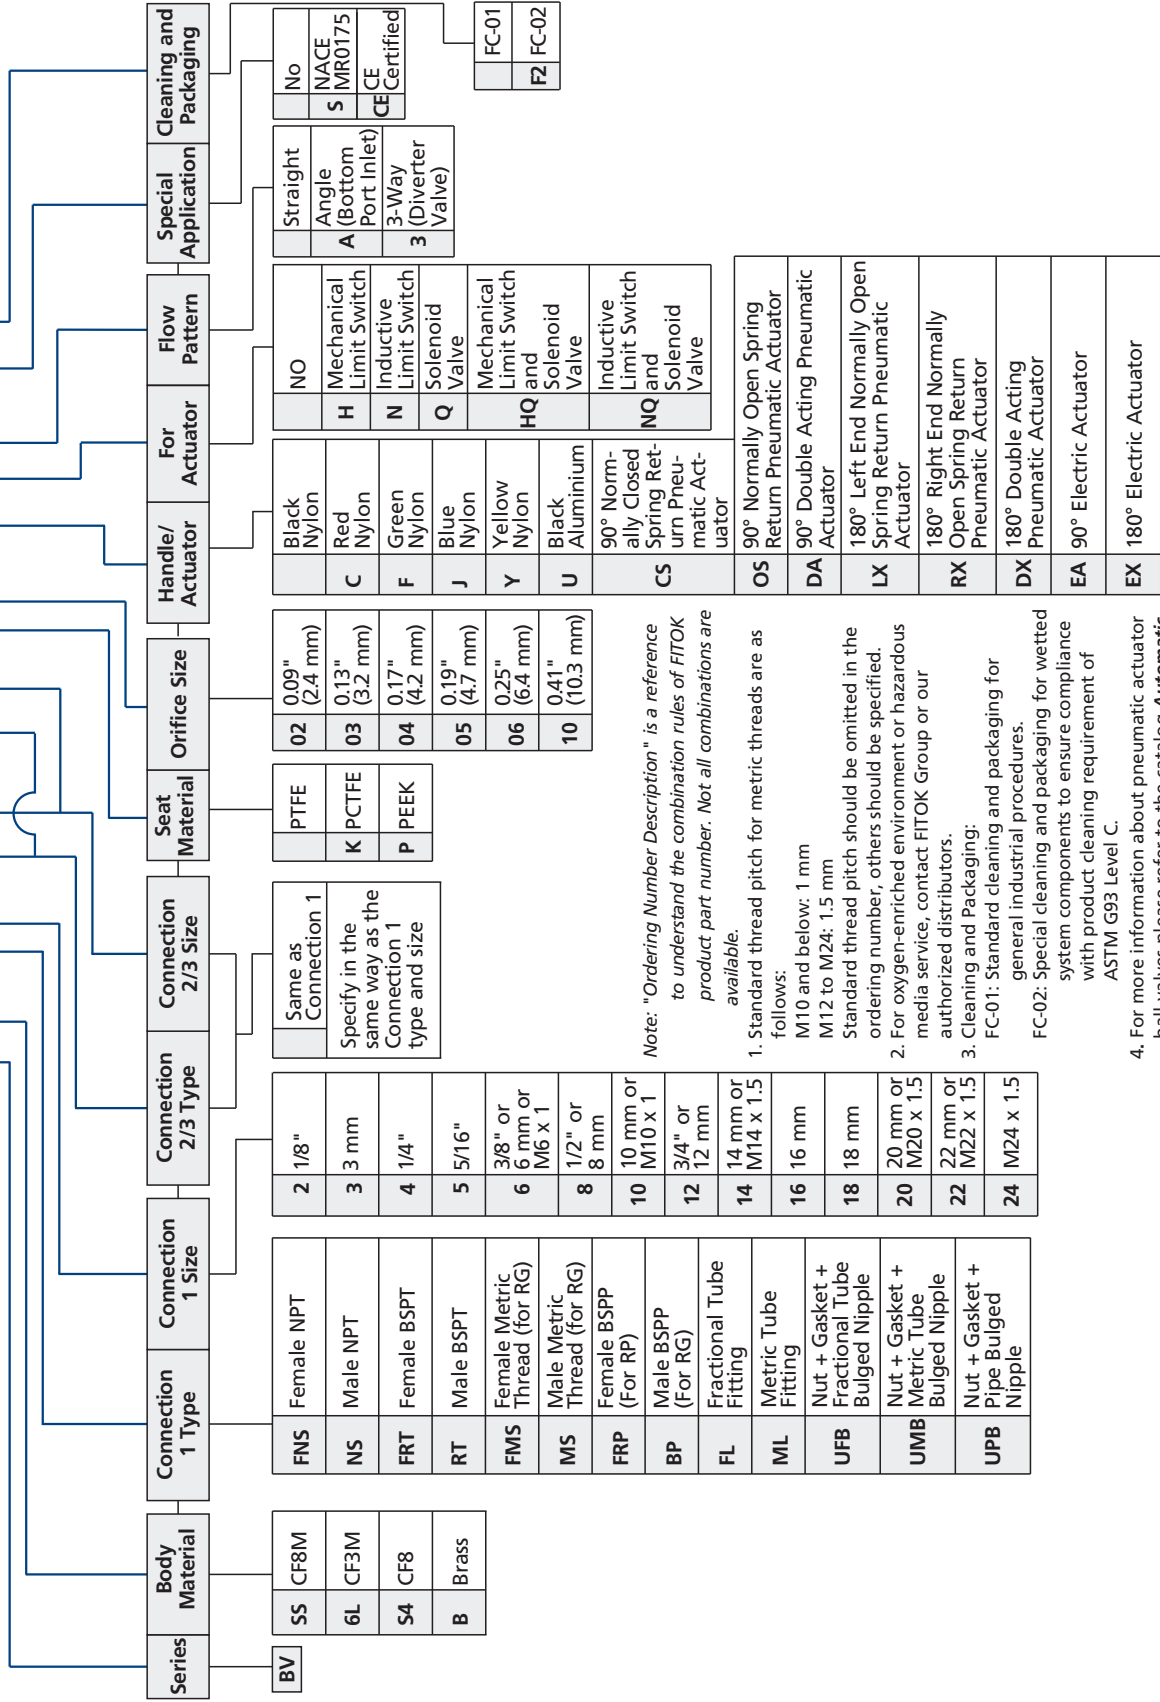 Series
Body
Material
Connection
1 Type
Connection
1 Size
Connection
2/3 Type
Connection
2/3 Size
Seat
Material
Orifice Size
Handle/
Actuator
For
Actuator
Flow
Pattern
Special
Application
Cleaning and
Packaging
BV
SS CF8M
6L CF3M
S4 CF8
B Brass
FNS Female NPT
NS Male NPT
FRT Female BSPT
RT Male BSPT
FMS Female Metric
Thread (for RG)
MS Male Metric
Thread (for RG)
FRP Female BSPP
(For RP)
BP Male BSPP
(For RG)
FL Fractional Tube
Fitting
ML Metric Tube
Fitting
UFB Nut + Gasket +
Fractional Tube
Bulged Nipple
UMB Nut + Gasket +
Metric Tube
Bulged Nipple
UPB Nut + Gasket +
Pipe Bulged
Nipple
2 1/8"
3 3 mm
4 1/4"
5 5/16"
6 3/8" or
6 mm or
M6 x 1
8 1/2" or
8 mm
10 10 mm or
M10 x 1
12 3/4" or
12 mm
14 14 mm or
M14 x 1.5
16 16 mm
18 18 mm
20 20 mm or
M20 x 1.5
22 22 mm or
M22 x 1.5
24 M24 x 1.5
Same as
Connection 1
Specify in the
same way as the
Connection 1
type and size
PTFE
K PCTFE
P PEEK
02 0.09"
(2.4 mm)
03 0.13"
(3.2 mm)
04 0.17"
(4.2 mm)
05 0.19"
(4.7 mm)
06 0.25"
(6.4 mm)
10 0.41"
(10.3 mm)
Black
Nylon
C Red
Nylon
F Green
Nylon
J Blue
Nylon
Y Yellow
Nylon
U Black
Aluminium
CS 90° Norm-
ally Closed
Spring Ret-
urn Pneu-
matic Act-
uator
OS 90° Normally Open Spring
Return Pneumatic Actuator
DA 90° Double Acting Pneumatic
Actuator
LX 180° Left End Normally Open
Spring Return Pneumatic
Actuator
RX 180° Right End Normally
Open Spring Return
Pneumatic Actuator
DX 180° Double Acting
Pneumatic Actuator
EA 90° Electric Actuator
EX 180° Electric Actuator
NO
H Mechanical
Limit Switch
N Inductive
Limit Switch
Q Solenoid
Valve
HQ Mechanical
Limit Switch
and
Solenoid
Valve
NQ Inductive
Limit Switch
and
Solenoid
Valve
Straight
A Angle
(Bottom
Port Inlet)
3 3-Way
(Diverter
Valve)
No
S NACE
MR0175
CE CE
Certified
FC-01
F2 FC-02
Note: "Ordering Number Description" is a reference
to understand the combination rules of FITOK
product part number. Not all combinations are
available.
1. Standard thread pitch for metric threads are as
follows:
M10 and below: 1 mm
M12 to M24: 1.5 mm
Standard thread pitch should be omitted in the
ordering number, others should be specified.
2. For oxygen-enriched environment or hazardous
media service, contact FITOK Group or our
authorized distributors.
3. Cleaning and Packaging:
FC-01: Standard cleaning and packaging for
general industrial procedures.
FC-02: Special cleaning and packaging for wetted
system components to ensure compliance
with product cleaning requirement of
ASTM G93 Level C.
4. For more information about pneumatic actuator
ball valves please refer to the catalog Automatic